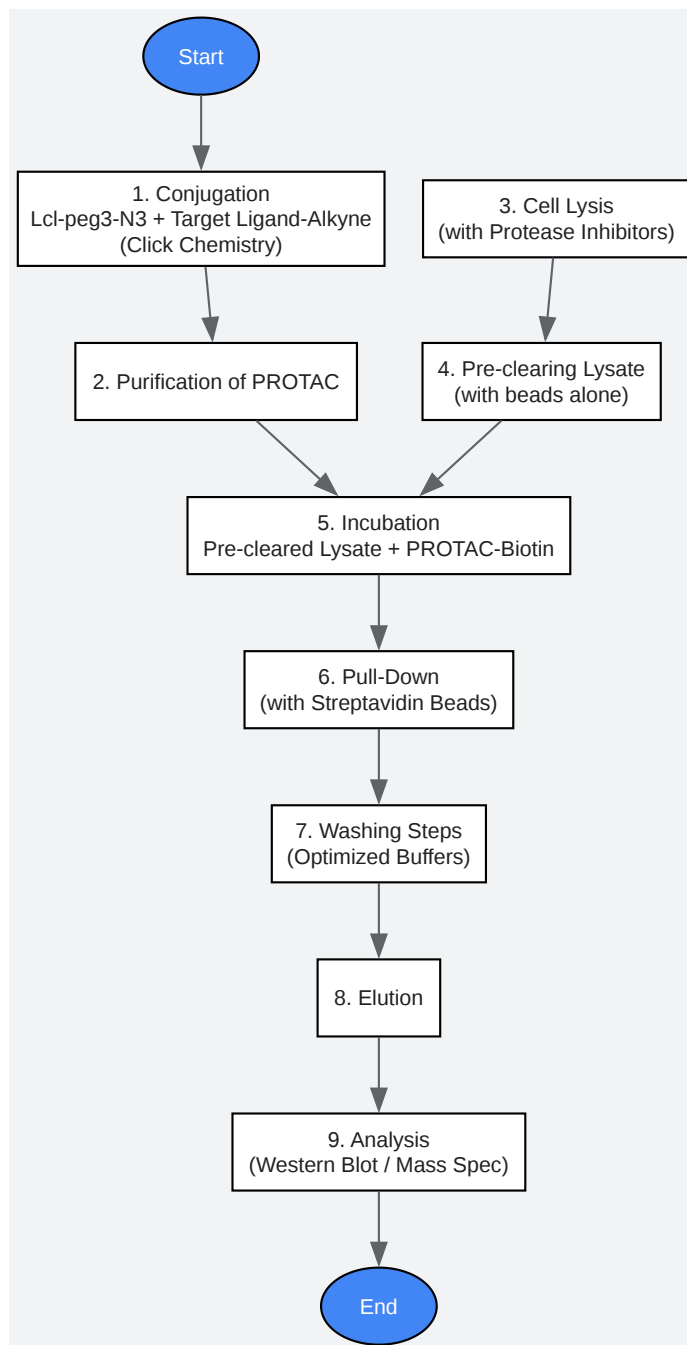 Start
1. Conjugation
Lcl-peg3-N3 + Target Ligand-Alkyne
(Click Chemistry)
3. Cell Lysis
(with Protease Inhibitors)
2. Purification of PROTAC
4. Pre-clearing Lysate
(with beads alone)
5. Incubation
Pre-cleared Lysate + PROTAC-Biotin
6. Pull-Down
(with Streptavidin Beads)
7. Washing Steps
(Optimized Buffers)
8. Elution
9. Analysis
(Western Blot / Mass Spec)
End